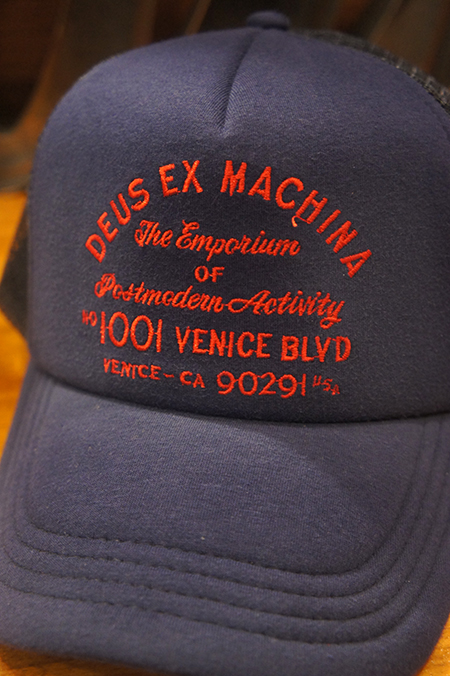 DEUS EX MACHINA
The Emporium
OF
Postmodern Activity
NO 1001 VENICE BLVD
VENICE - CA 90291 USA